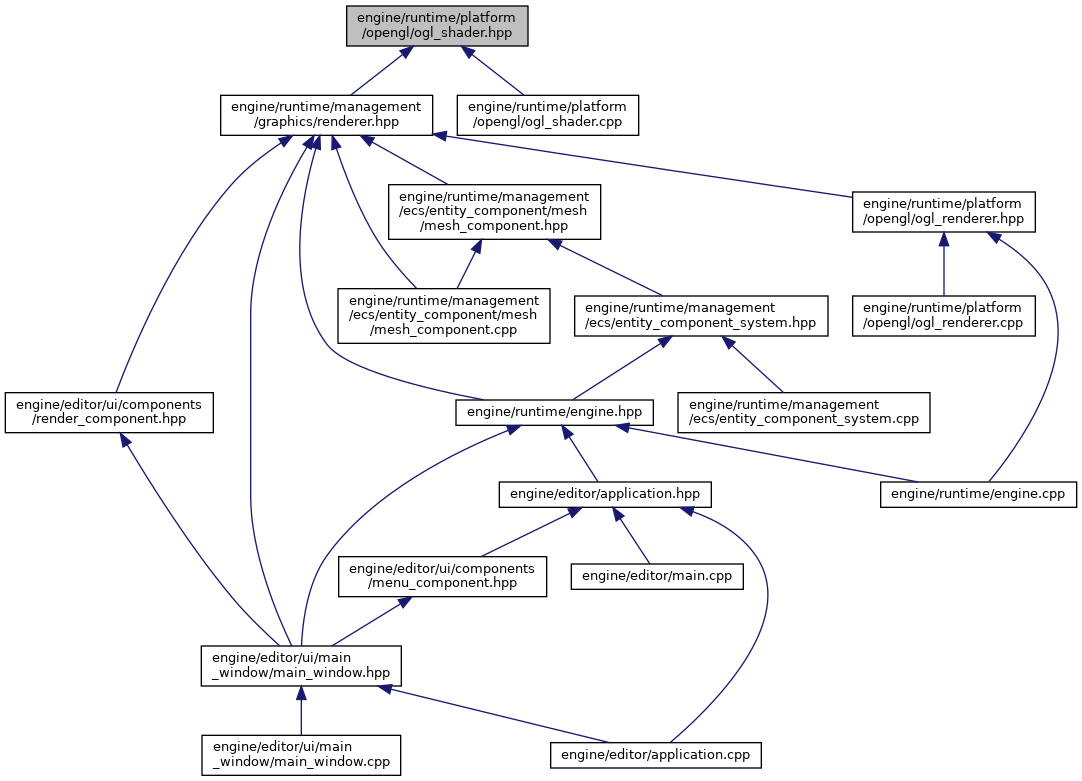 engine/runtime/platform
/opengl/ogl_shader.hpp
engine/runtime/management
/graphics/renderer.hpp
engine/runtime/platform
/opengl/ogl_shader.cpp
engine/runtime/management
/ecs/entity_component/mesh
/mesh_component.hpp
engine/runtime/platform
/opengl/ogl_renderer.hpp
engine/runtime/management
/ecs/entity_component/mesh
/mesh_component.cpp
engine/runtime/management
/ecs/entity_component_system.hpp
engine/runtime/platform
/opengl/ogl_renderer.cpp
engine/editor/ui/components
/render_component.hpp
engine/runtime/engine.hpp
engine/runtime/management
/ecs/entity_component_system.cpp
engine/editor/application.hpp
engine/runtime/engine.cpp
engine/editor/ui/components
/menu_component.hpp
engine/editor/main.cpp
engine/editor/ui/main
_window/main_window.hpp
engine/editor/ui/main
_window/main_window.cpp
engine/editor/application.cpp